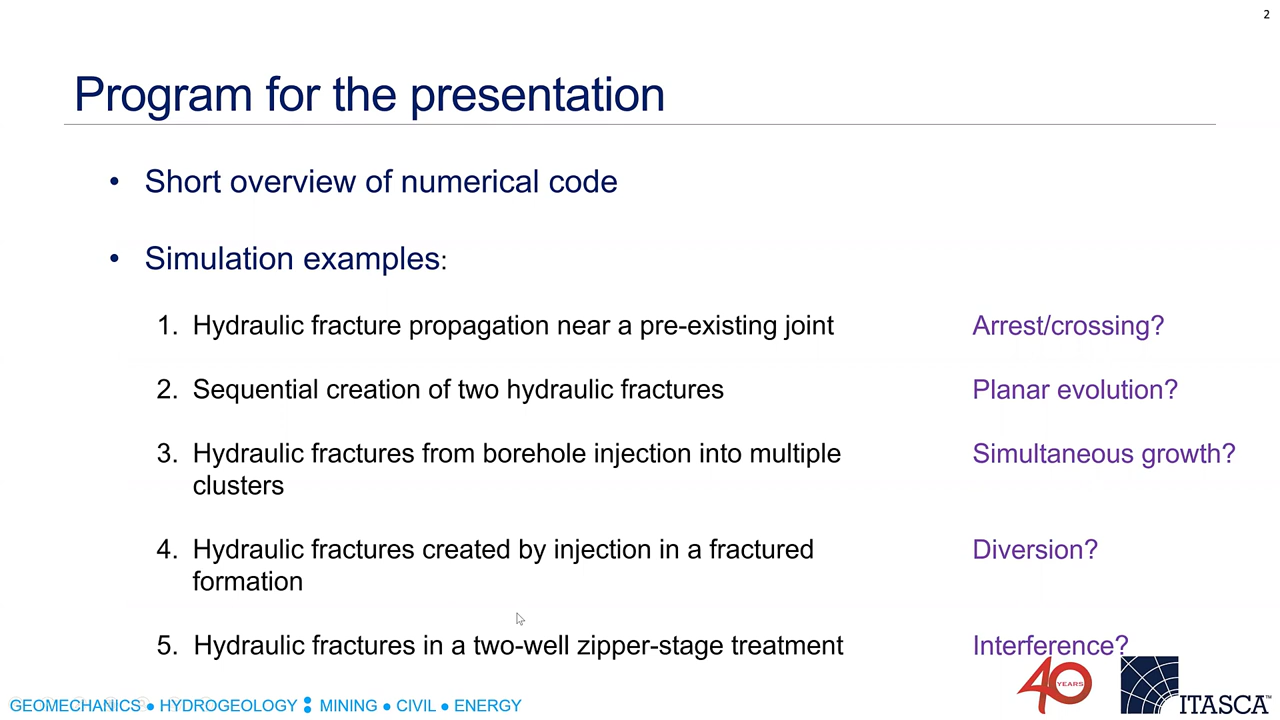 2
Program for the presentation
• Short overview of numerical code
• Simulation examples:
1. Hydraulic fracture propagation near a pre-existing joint Arrest/crossing?
2. Sequential creation of two hydraulic fractures Planar evolution?
3. Hydraulic fractures from borehole injection into multiple Simultaneous growth?
clusters
4. Hydraulic fractures created by injection in a fractured Diversion?
formation
5. Hydraulic fractures in a two-well zipper-stage treatment Interference?
40 YEARS
ITASCA™
GEOMECHANICS ● HYDROGEOLOGY : MINING ● CIVIL ● ENERGY